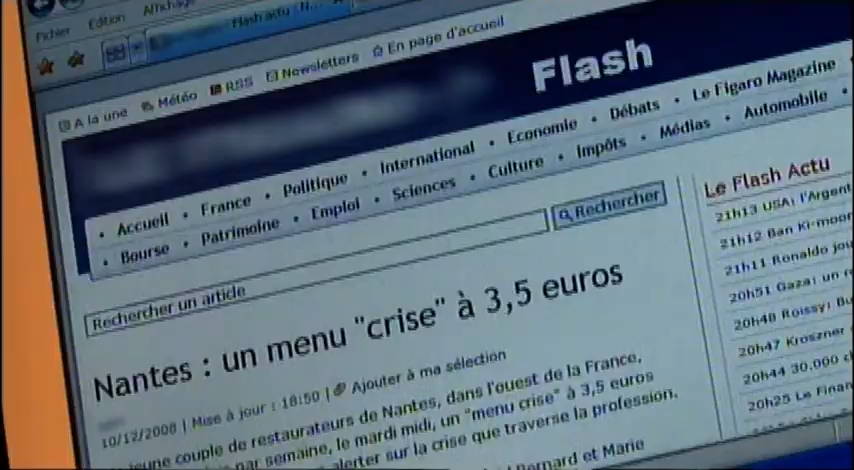 Fichier Edition Affichage
Flash actu : N...
A la une Météo RSS Newsletters En page d'accueil
Flash
• Accueil • France • Politique • International • Economie • Débats • Le Figaro Magazine
• Bourse • Patrimoine • Emploi • Sciences • Culture • Impôts • Médias • Automobile •
Rechercher
Rechercher un article
Nantes : un menu "crise" à 3,5 euros
10/12/2008 | Mise à jour : 18:50 | Ajouter à ma sélection
jeune couple de restaurateurs de Nantes, dans l'ouest de la France,
par semaine, le mardi midi, un "menu crise" à 3,5 euros
alerter sur la crise que traverse la profession.
Bernard et Marie
Le Flash Actu
21h13 USA: l'Argent
21h12 Ban Ki-moon
21h11 Ronaldo
20h51 Gaza: un
20h48 Roissy:
20h47 Kroszner
20h44 30.000
20h25 Le